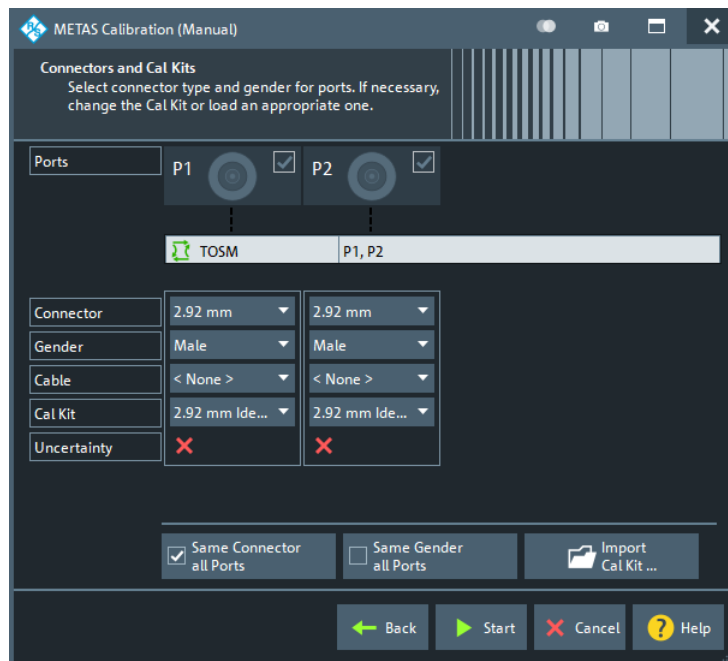 METAS Calibration (Manual)
Connectors and Cal Kits
Select connector type and gender for ports. If necessary,
change the Cal Kit or load an appropriate one.
Ports
P1
P2
TOSM
P1, P2
Connector
2.92 mm
2.92 mm
Gender
Male
Male
Cable
< None >
< None >
Cal Kit
2.92 mm Ide...
2.92 mm Ide...
Uncertainty
Same Connector
all Ports
Same Gender
all Ports
Import
Cal Kit ...
Back
Start
Cancel
? Help